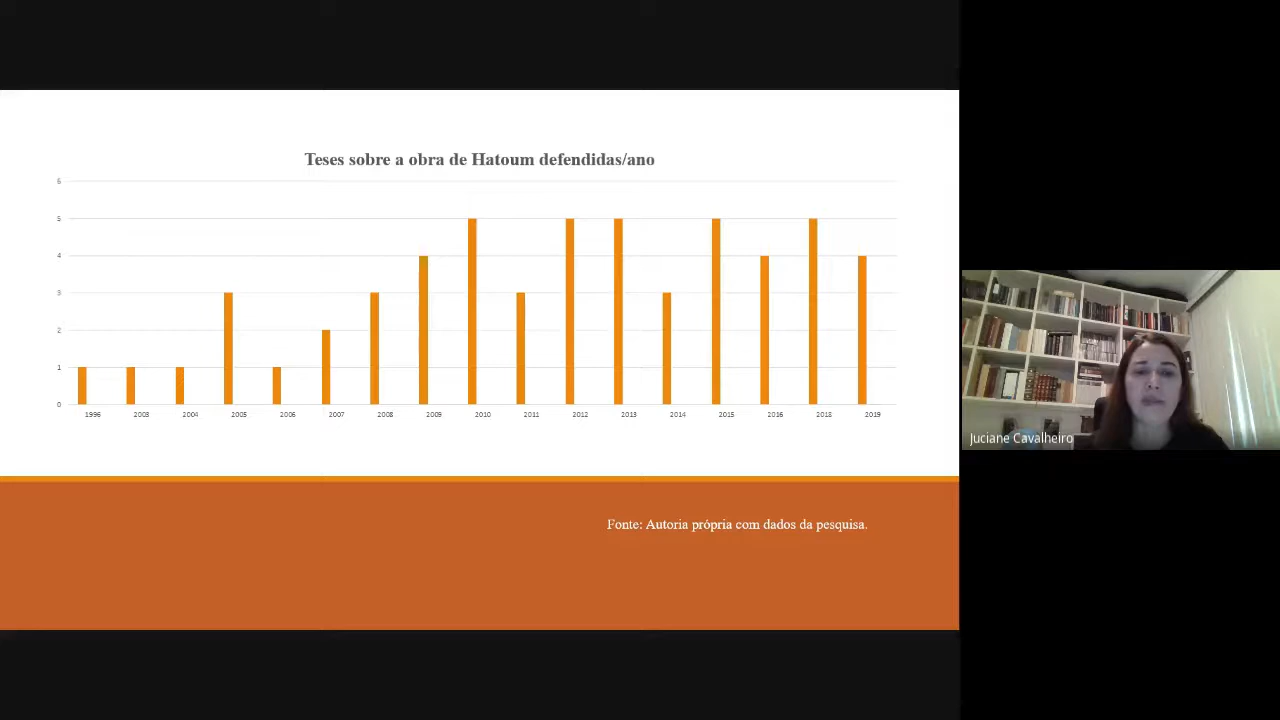 Teses sobre a obra de Hatoum defendidas/ano
6
5
4
3
2
1
0
1996 2003 2004 2005 2006 2007 2008 2009 2010 2011 2012 2013 2014 2015 2016 2018 2019
Fonte: Autoria própria com dados da pesquisa.
Juciane Cavalheiro